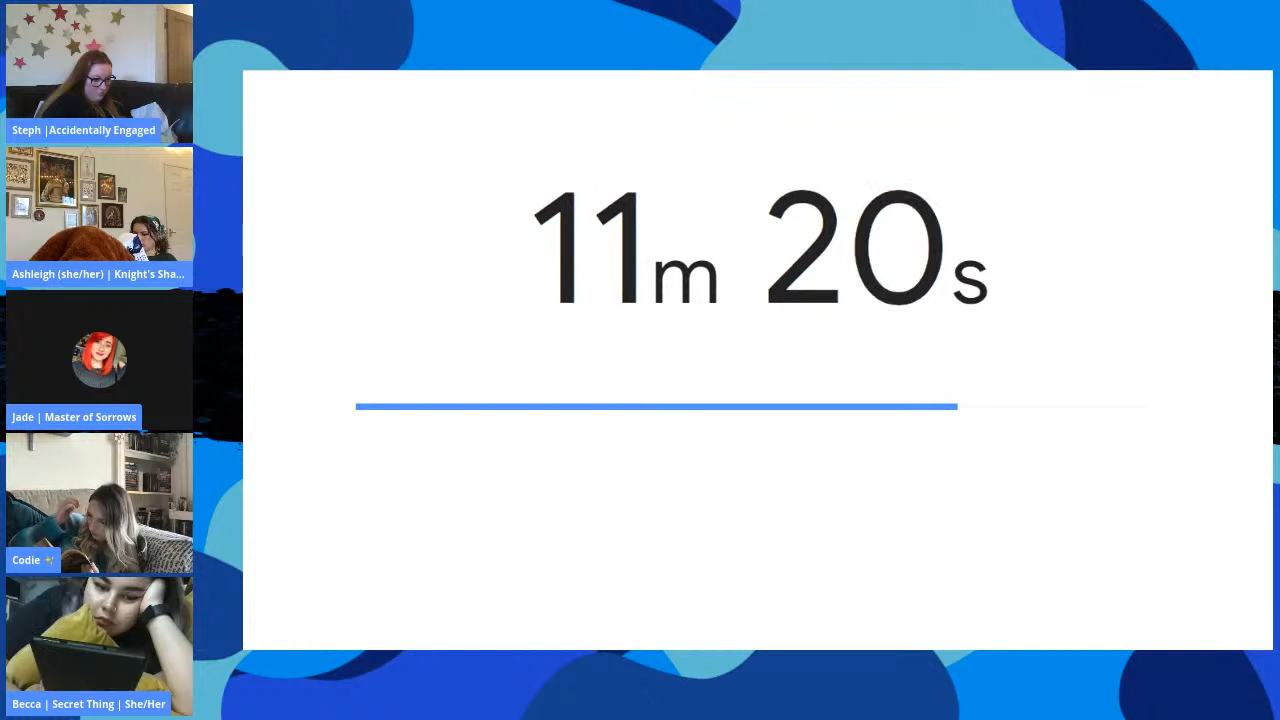 Steph |Accidentally Engaged
Ashleigh (she/her) | Knight's Sha...
Jade | Master of Sorrows
Codie ✨
Becca | Secret Thing | She/Her
11m 20s